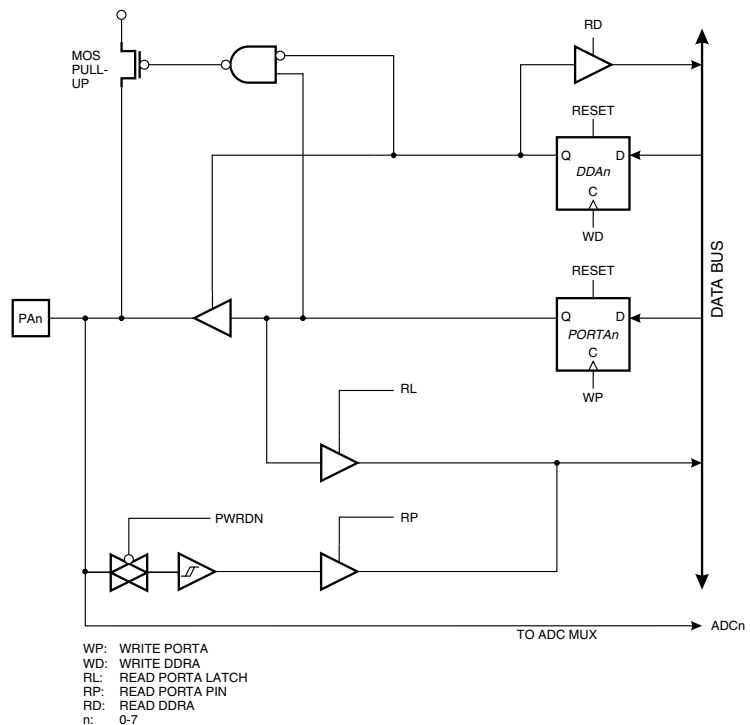 MOS
PULL-
UP
RD
RESET
Q D
DDAn
C
WD
RESET
PAn
Q D
PORTAn
C
WP
DATA BUS
RL
PWRDN
RP
TO ADC MUX
ADCn
WP: WRITE PORTA
WD: WRITE DDRA
RL: READ PORTA LATCH
RP: READ PORTA PIN
RD: READ DDRA
n: 0-7